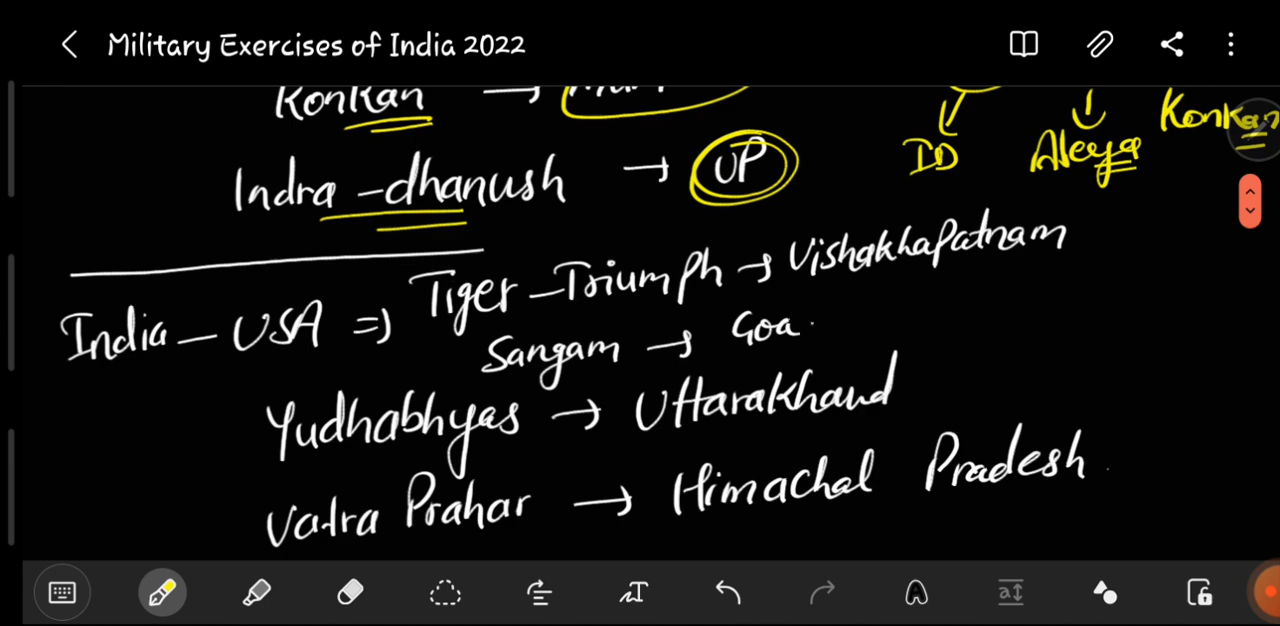 Military Exercises of India 2022
Konkan →
ID Aleya Konkan
Indra - dhanush → UP
India - USA ⇒ Tiger - Triumph → Vishakhapatnam
Sangam → Goa.
Yudhabhyas → Uttarakhand
Vatra Prahar → Himachal Pradesh